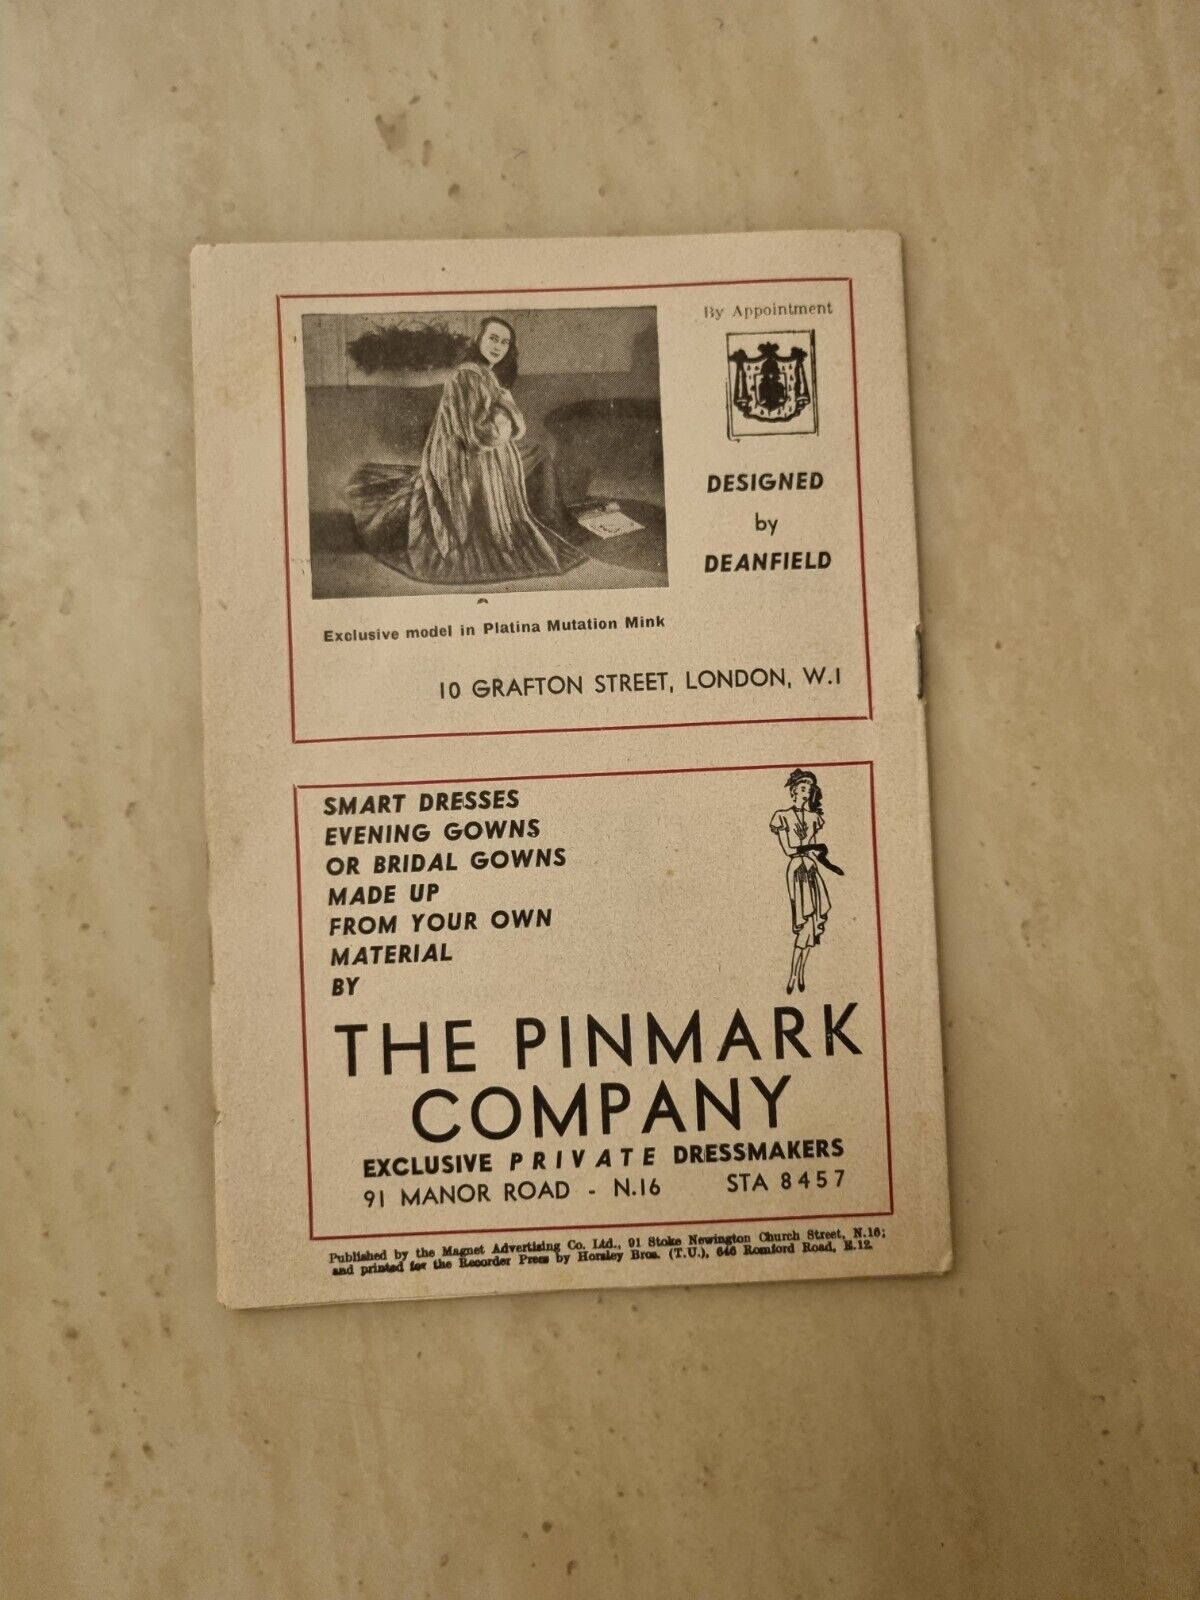 By Appointment
DESIGNED
by
DEANFIELD
Exclusive model in Platina Mutation Mink
10 GRAFTON STREET, LONDON, W.1
SMART DRESSES
EVENING GOWNS
OR BRIDAL GOWNS
MADE UP
FROM YOUR OWN
MATERIAL
BY
THE PINMARK
COMPANY
EXCLUSIVE PRIVATE DRESSMAKERS
91 MANOR ROAD - N.16 STA 8457
Published by the Magnet Advertising Co. Ltd., 91 Stoke Newington Church Street, N.16;
and printed for the Recorder Press by Horsley Bros. (T.U.), 646 Romford Road, E.12.